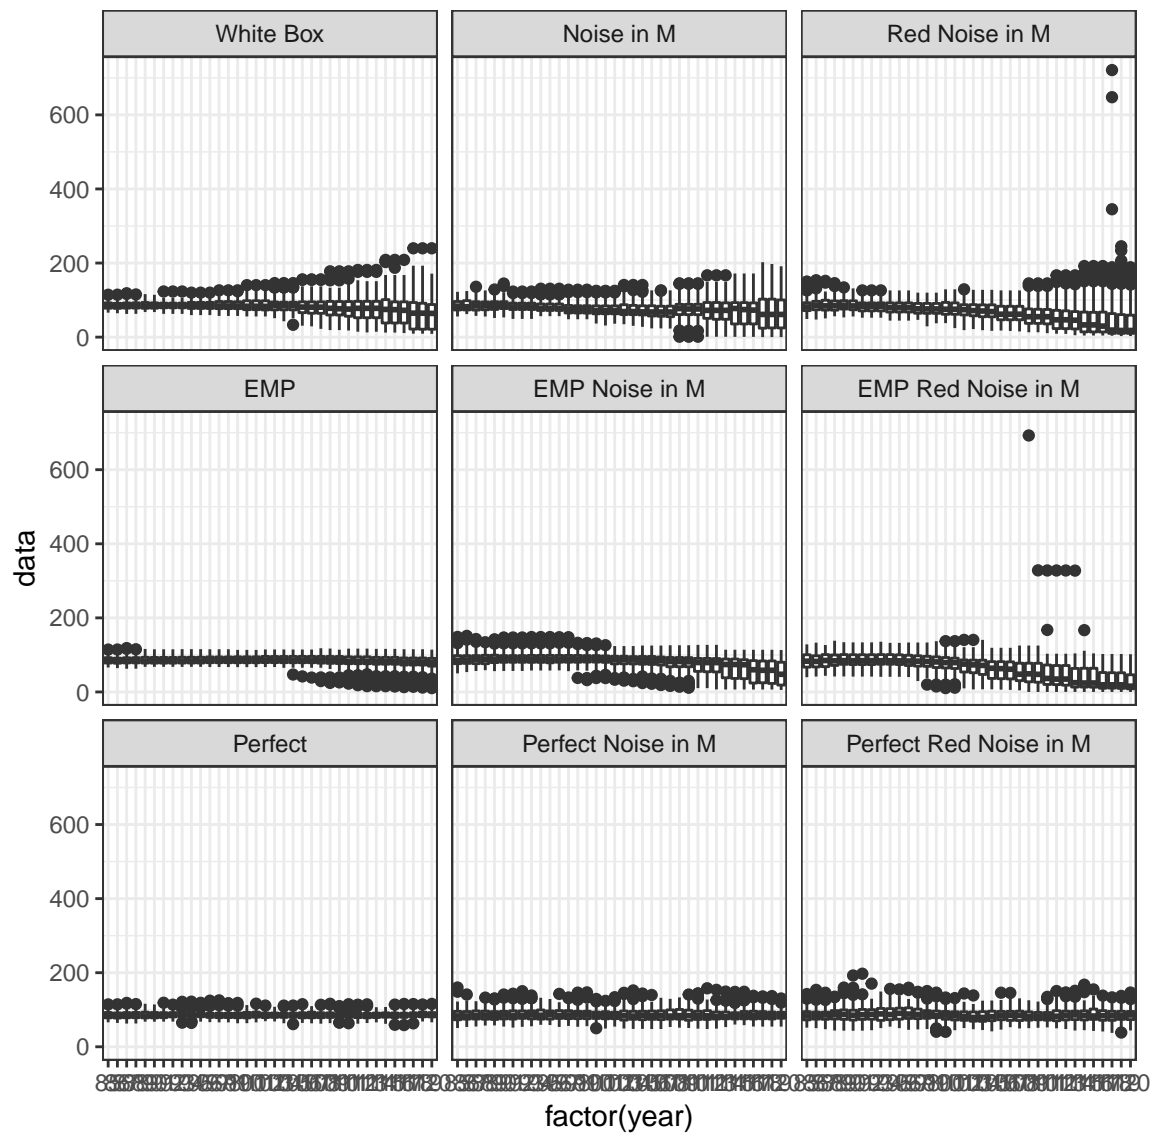 White Box
Noise in M
Red Noise in M
600
400
200
0
EMP
EMP Noise in M
EMP Red Noise in M
600
400
200
0
Perfect
Perfect Noise in M
Perfect Red Noise in M
600
400
200
0
data
factor(year)